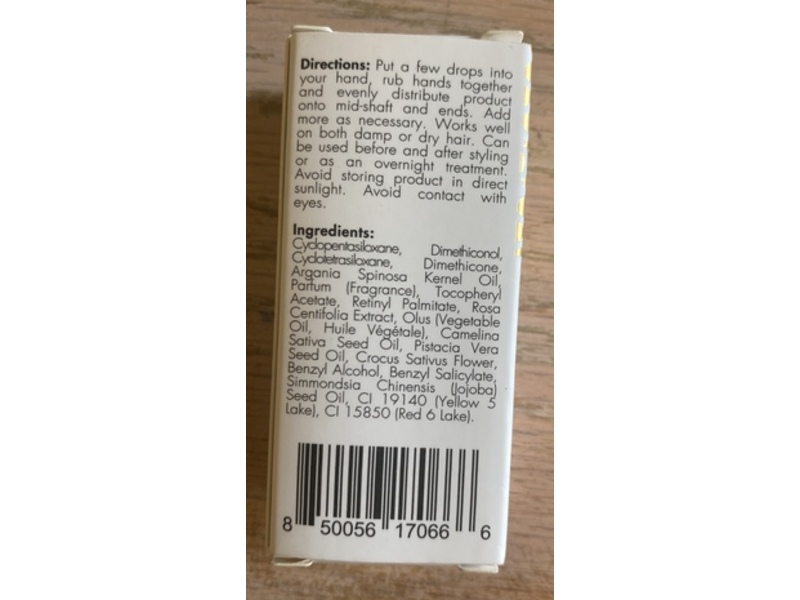 Directions: Put a few drops into
your hand, rub hands together
and evenly distribute product
onto mid-shaft and ends. Add
more as necessary. Works well
on both damp or dry hair. Can
be used before and after styling
or as an overnight treatment.
Avoid storing product in direct
sunlight. Avoid contact with
eyes.
Ingredients:
Cyclopentasiloxane, Dimethiconol,
Cyclotetrasiloxane, Dimethicone,
Argania Spinosa Kernel Oil,
Parfum (Fragrance), Tocopheryl
Acetate, Retinyl Palmitate, Rosa
Centifolia Extract, Olus (Vegetable
Oil, Huile Végétale), Camelina
Sativa Seed Oil, Pistacia Vera
Seed Oil, Crocus Sativus Flower,
Benzyl Alcohol, Benzyl Salicylate,
Simmondsia Chinensis (Jojoba)
Seed Oil, CI 19140 (Yellow 5
Lake), CI 15850 (Red 6 Lake).
8 50056 17066 6